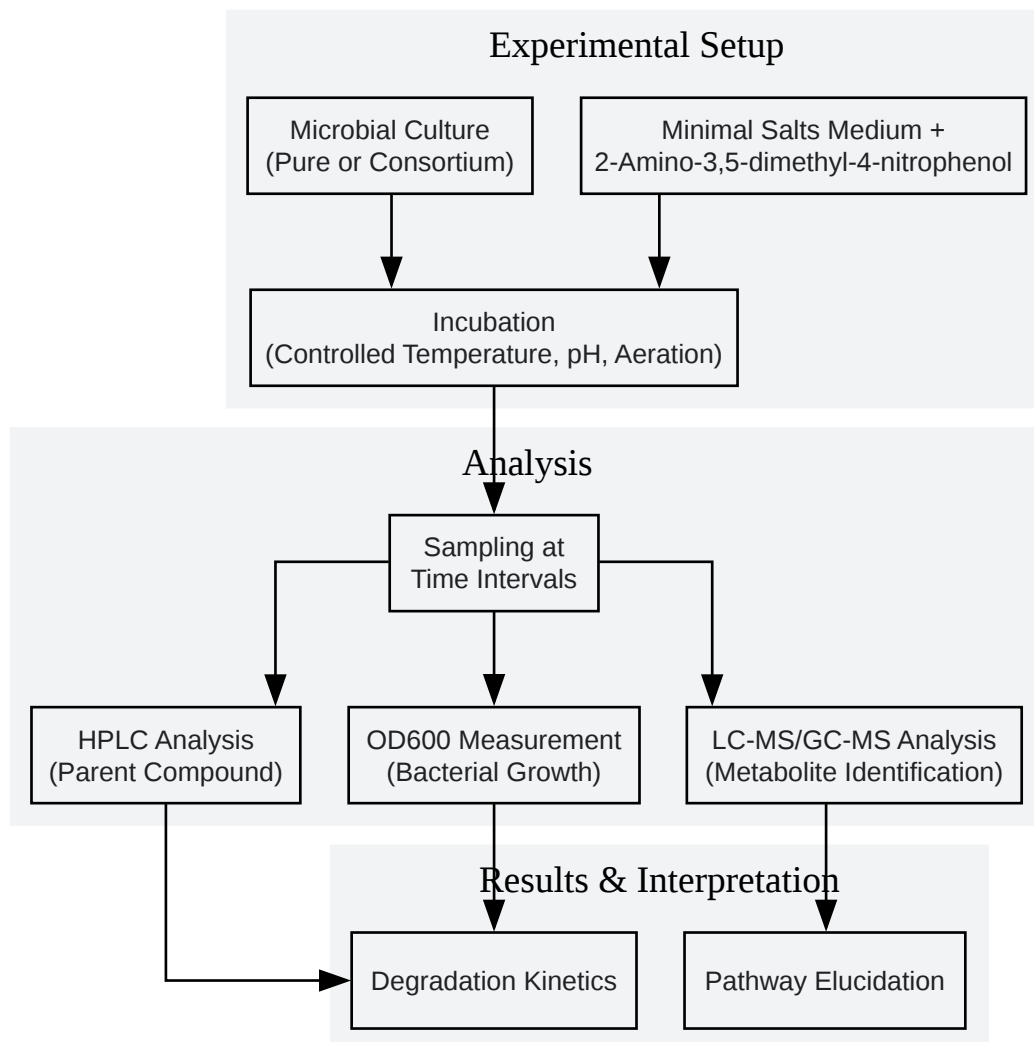 Experimental Setup
Microbial Culture
(Pure or Consortium)
Minimal Salts Medium +
2-Amino-3,5-dimethyl-4-nitrophenol
Incubation
(Controlled Temperature, pH, Aeration)
Analysis
Sampling at
Time Intervals
HPLC Analysis
(Parent Compound)
OD600 Measurement
(Bacterial Growth)
LC-MS/GC-MS Analysis
(Metabolite Identification)
Results & Interpretation
Degradation Kinetics
Pathway Elucidation